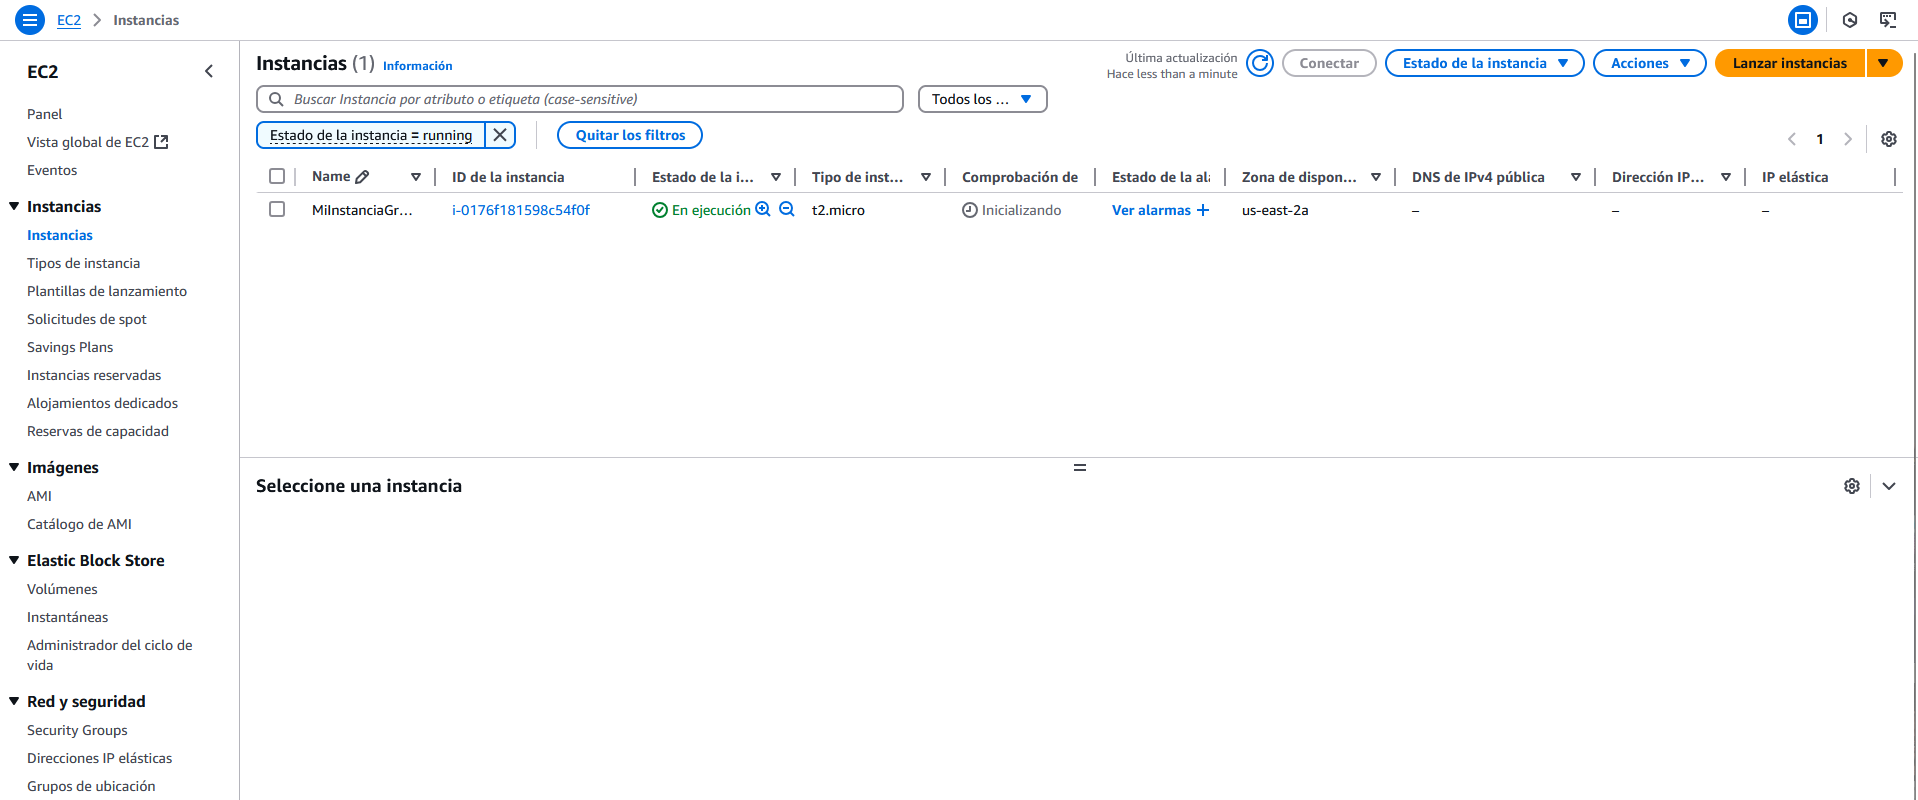 EC2 > Instancias
EC2
Panel
Vista global de EC2
Eventos
Instancias
Instancias
Tipos de instancia
Plantillas de lanzamiento
Solicitudes de spot
Savings Plans
Instancias reservadas
Alojamientos dedicados
Reservas de capacidad
Imágenes
AMI
Catálogo de AMI
Elastic Block Store
Volúmenes
Instantáneas
Administrador del ciclo de
vida
Red y seguridad
Security Groups
Direcciones IP elásticas
Grupos de ubicación
Instancias (1) Información
Última actualización
Hace less than a minute
Conectar
Estado de la instancia
Acciones
Lanzar instancias
Buscar Instancia por atributo o etiqueta (case-sensitive)
Todos los ...
Estado de la instancia = running
Quitar los filtros
1
Name ID de la instancia Estado de la i... Tipo de inst... Comprobación de Estado de la al Zona de dispon... DNS de IPv4 pública Dirección IP... IP elástica
MiInstanciaGr... i-0176f181598c54f0f En ejecución t2.micro Inicializando Ver alarmas + us-east-2a – – –
Seleccione una instancia